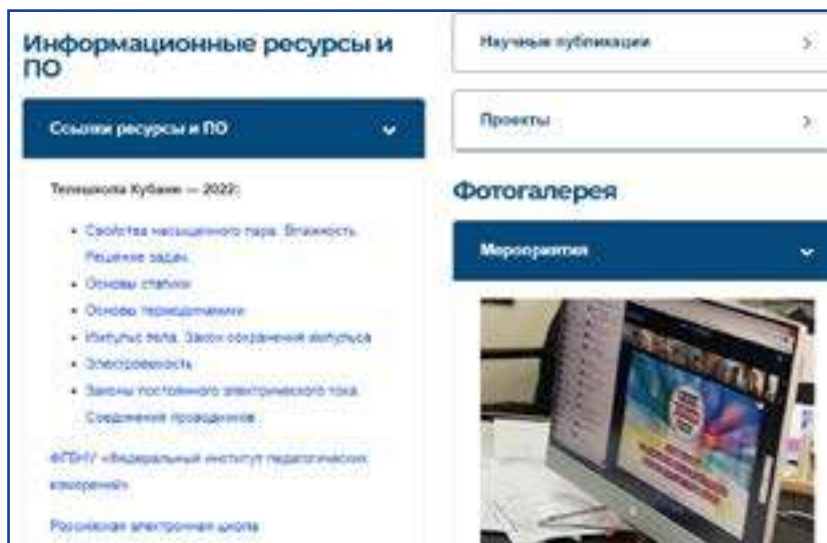 Информационные ресурсы и
ПО
Ссылки ресурсы и ПО
Телешкола Кубани — 2022:
Свойства насыщенного пара. Влажность.
Решение задач.
Основы статики
Основы термодинамики
Импульс тела. Закон сохранения импульса
Электроемкость
Законы постоянного электрического тока.
Соединения проводников
ФГБНУ «Федеральный институт педагогических
измерений»
Российская электронная школа
Научные публикации
Проекты
Фотогалерея
Мероприятия